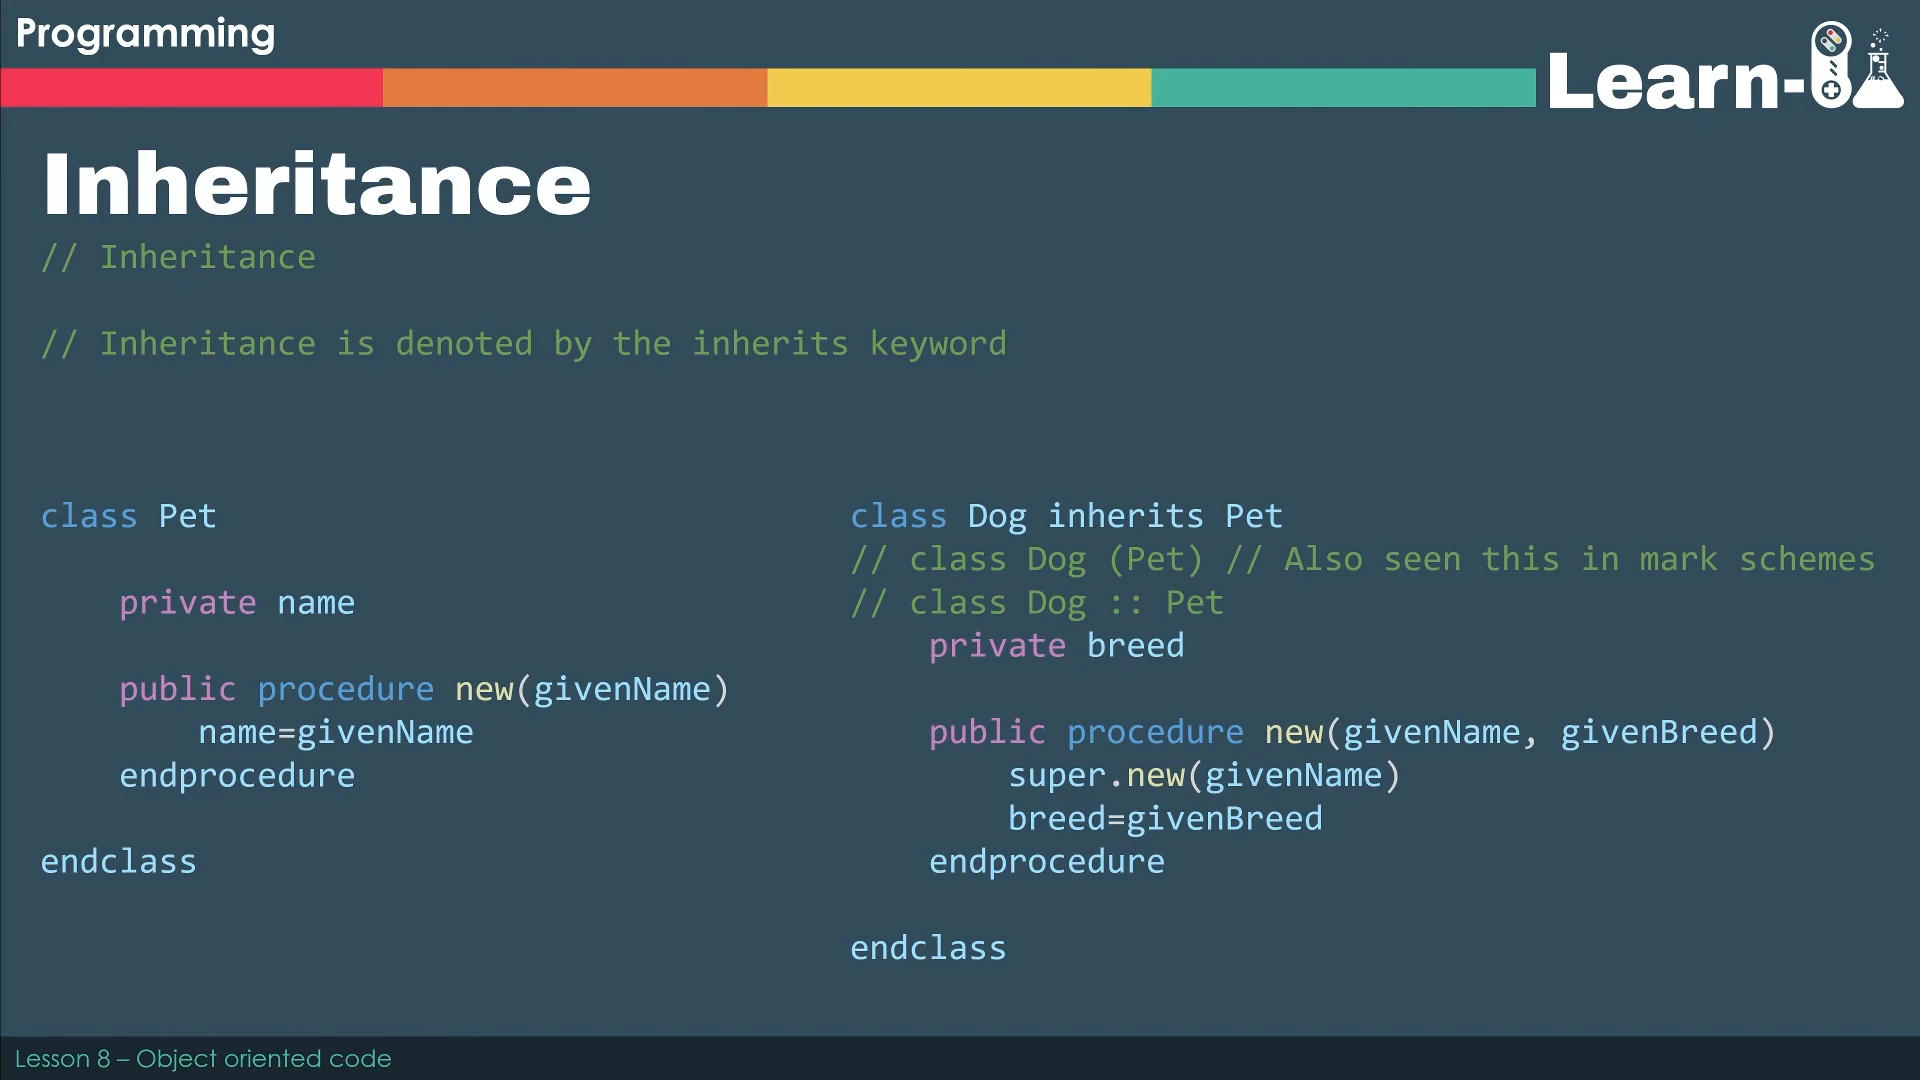 Programming
Learn-
Inheritance
// Inheritance
// Inheritance is denoted by the inherits keyword
class Pet
    private name
    public procedure new(givenName)
        name=givenName
    endprocedure
endclass
class Dog inherits Pet
// class Dog (Pet) // Also seen this in mark schemes
// class Dog :: Pet
    private breed
    public procedure new(givenName, givenBreed)
        super.new(givenName)
        breed=givenBreed
    endprocedure
endclass
Lesson 8 – Object oriented code